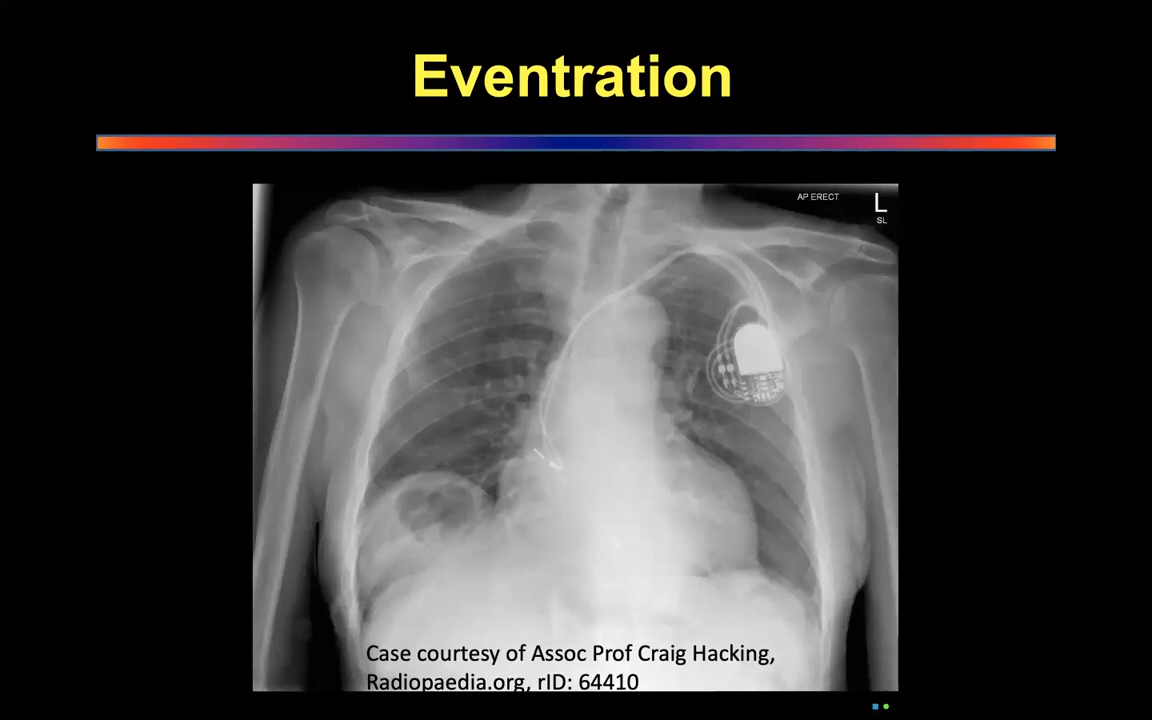 Eventration
AP ERECT
L
SL
Case courtesy of Assoc Prof Craig Hacking,
Radiopaedia.org, rID: 64410